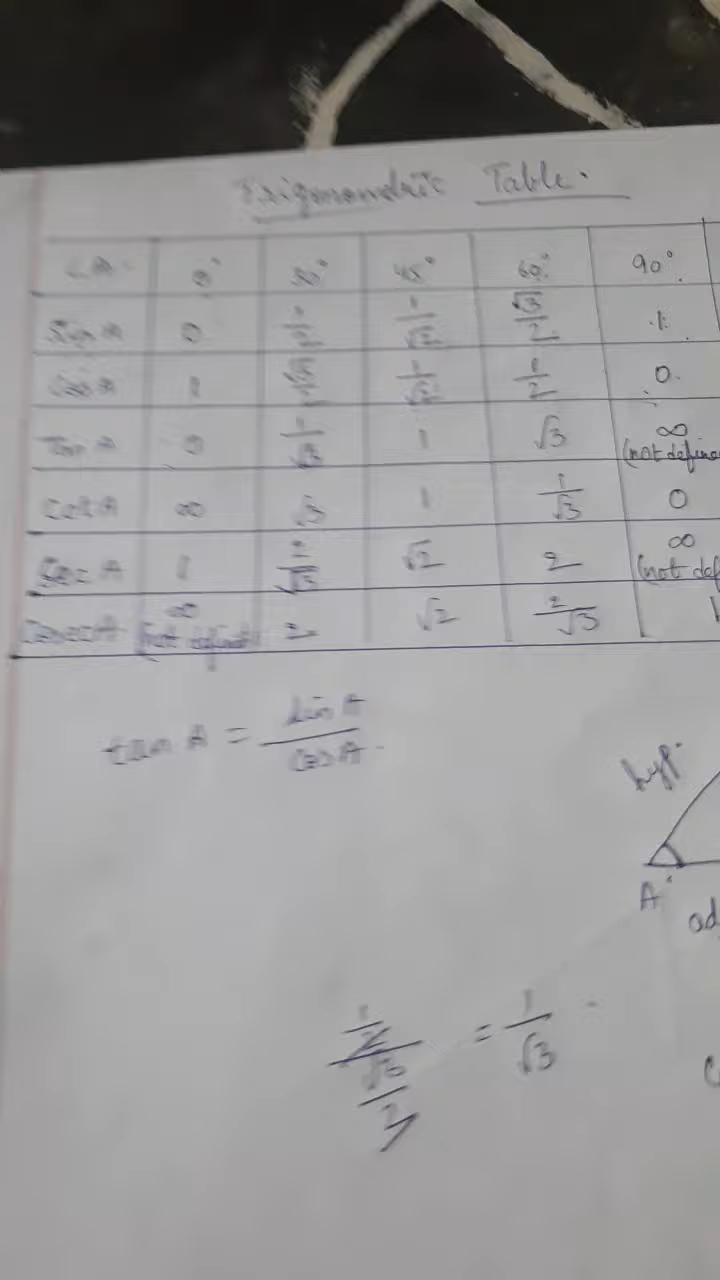 Trigonometric Table.
∠A. 0° 30° 45° 60° 90°
Sin A 0 1/2 1/√2 √3/2 1
Cos A 1 √3/2 1/√2 1/2 0
Tan A 0 1/√3 1 √3 ∞ (not define
Cot A ∞ √3 1 1/√3 0
Sec A 1 2/√3 √2 2 ∞ (not def
Cosec A ∞ (not define) 2 √2 2/√3 1
tan A = sin A / cos A.
hyp.
A
ad
1/2 / √3/2 = 1/√3